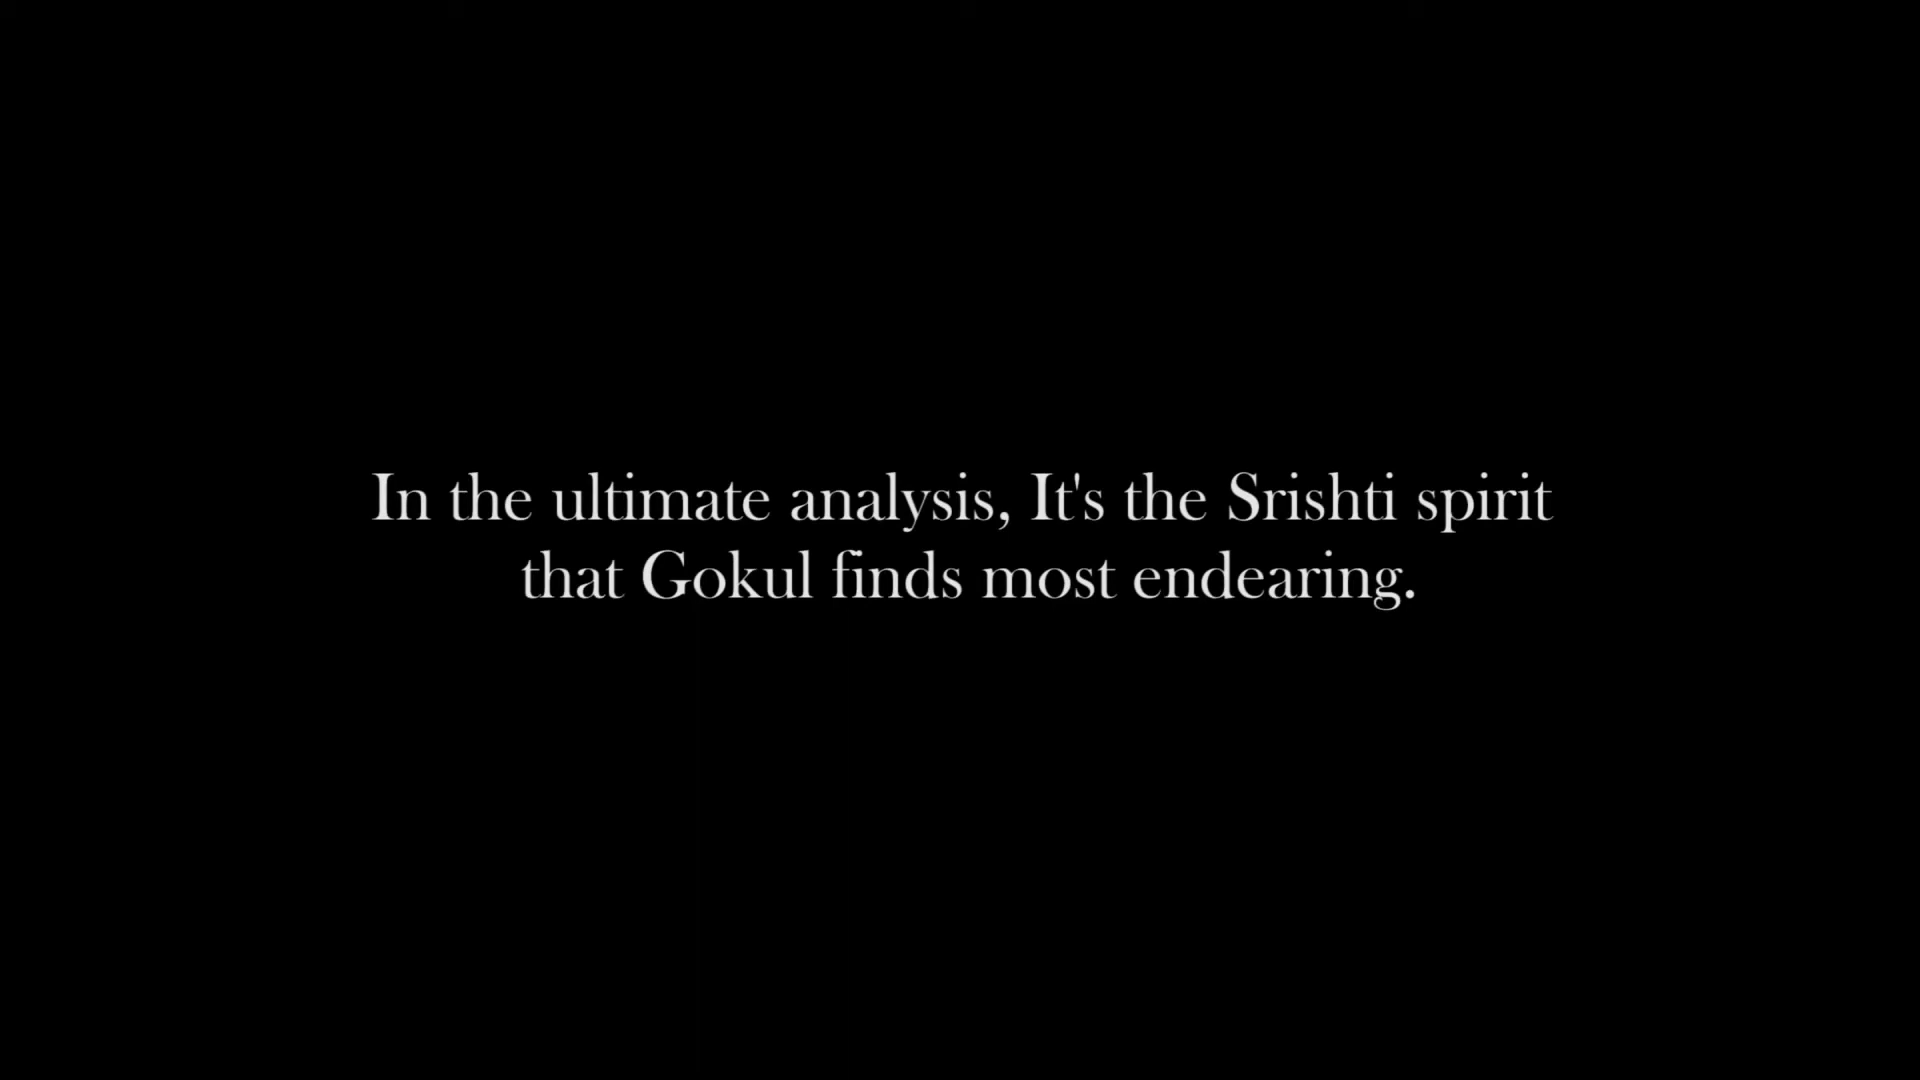 In the ultimate analysis, It's the Srishti spirit
that Gokul finds most endearing.